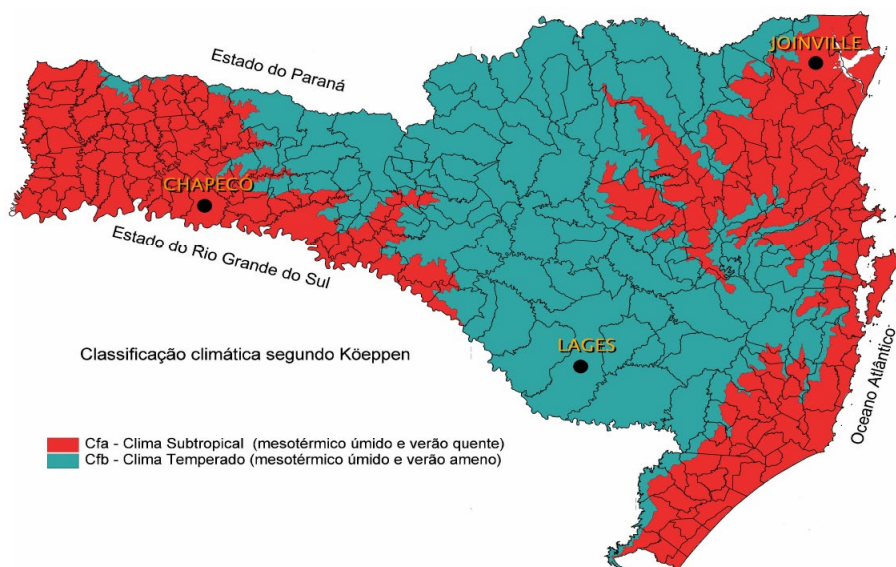 JOINVILLE
Estado do Paraná
CHAPECÓ
Estado do Rio Grande do Sul
LAGES
Classificação climática segundo Köeppen
Oceano Atlântico
Cfa - Clima Subtropical (mesotérmico úmido e verão quente)
Cfb - Clima Temperado (mesotérmico úmido e verão ameno)